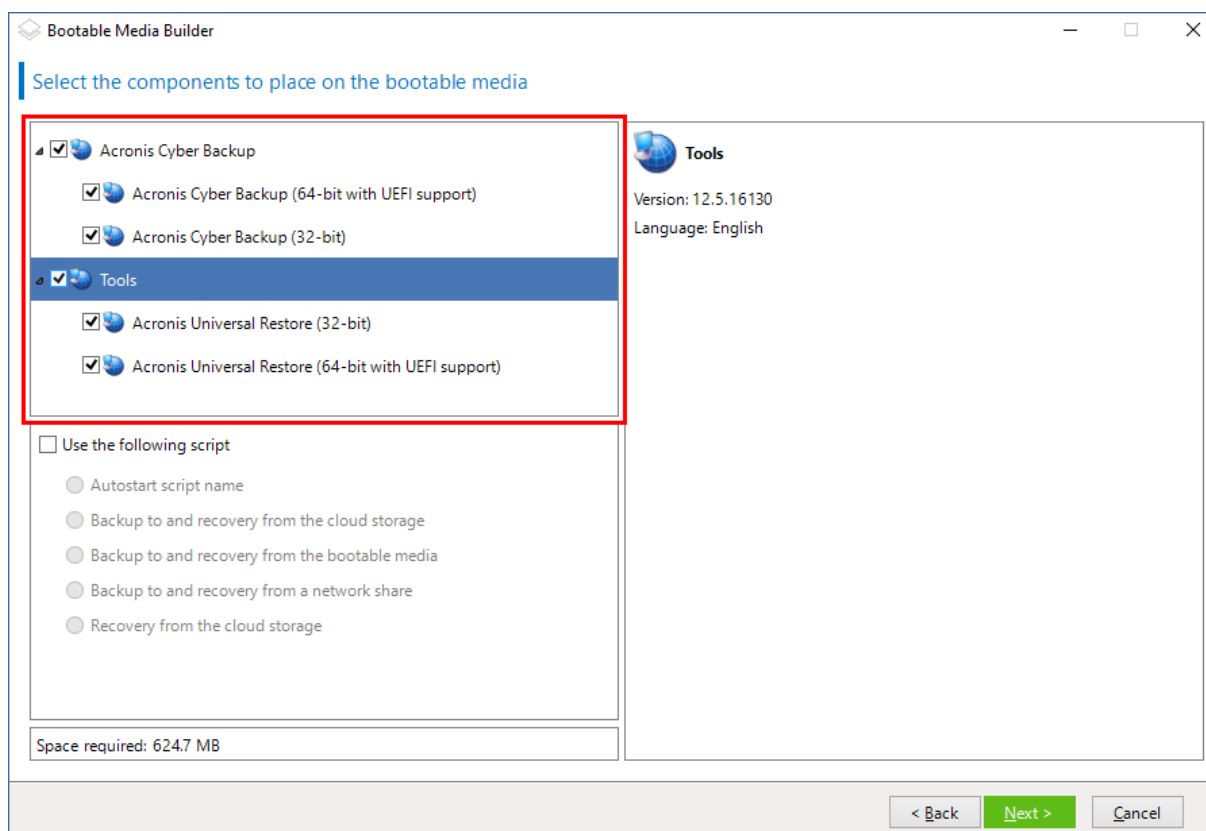 Bootable Media Builder
Select the components to place on the bootable media
Acronis Cyber Backup
Acronis Cyber Backup (64-bit with UEFI support)
Acronis Cyber Backup (32-bit)
Tools
Acronis Universal Restore (32-bit)
Acronis Universal Restore (64-bit with UEFI support)
Use the following script
Autostart script name
Backup to and recovery from the cloud storage
Backup to and recovery from the bootable media
Backup to and recovery from a network share
Recovery from the cloud storage
Space required: 624.7 MB
Tools
Version: 12.5.16130
Language: English
< Back
Next >
Cancel